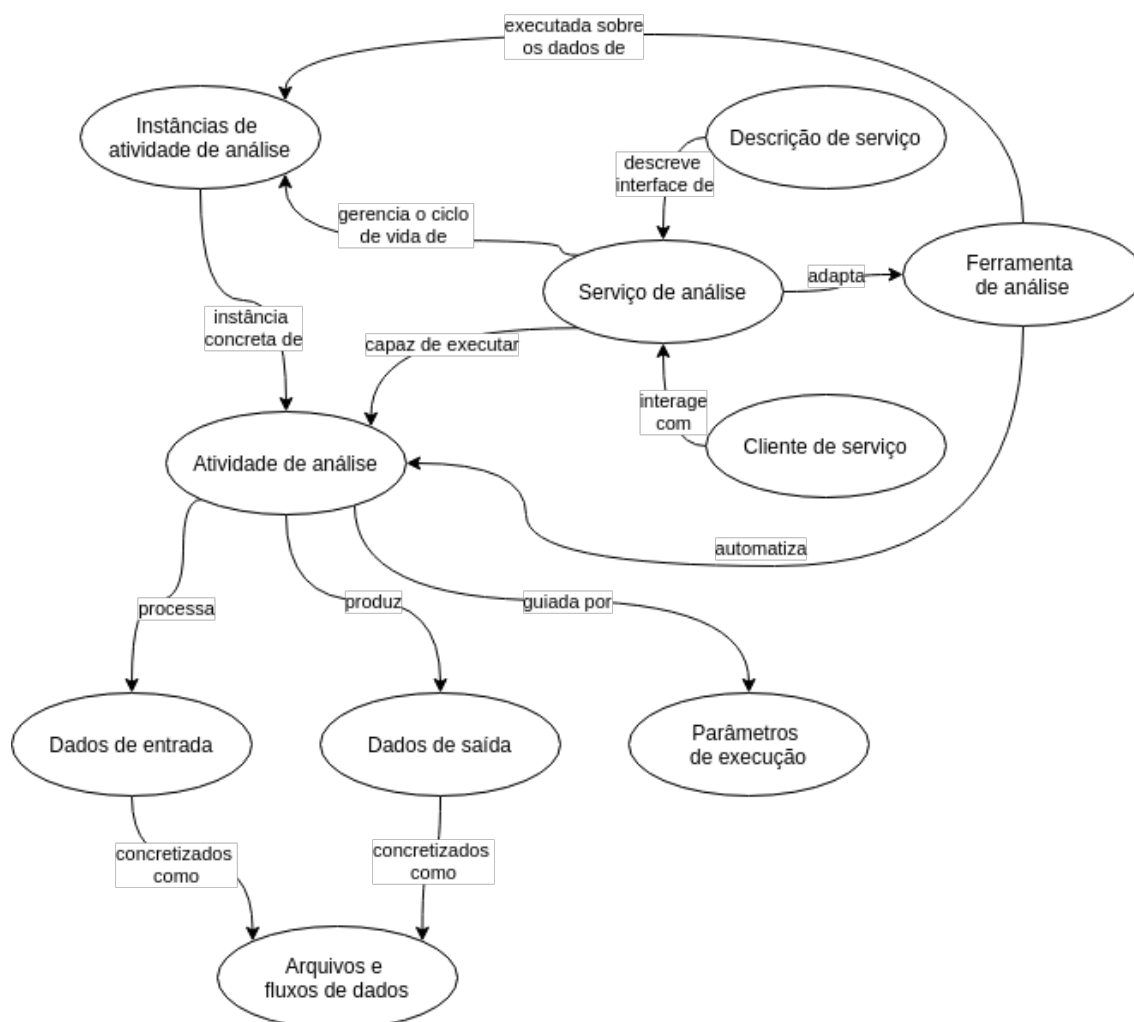 executada sobre
os dados de
Instâncias de
atividade de análise
Descrição de serviço
descreve
interface de
gerencia o ciclo
de vida de
Serviço de análise
adapta
Ferramenta
de análise
instância
concreta de
capaz de executar
interage
com
Cliente de serviço
Atividade de análise
automatiza
processa
produz
guiada por
Dados de entrada
Dados de saída
Parâmetros
de execução
concretizados
como
concretizados
como
Arquivos e
fluxos de dados